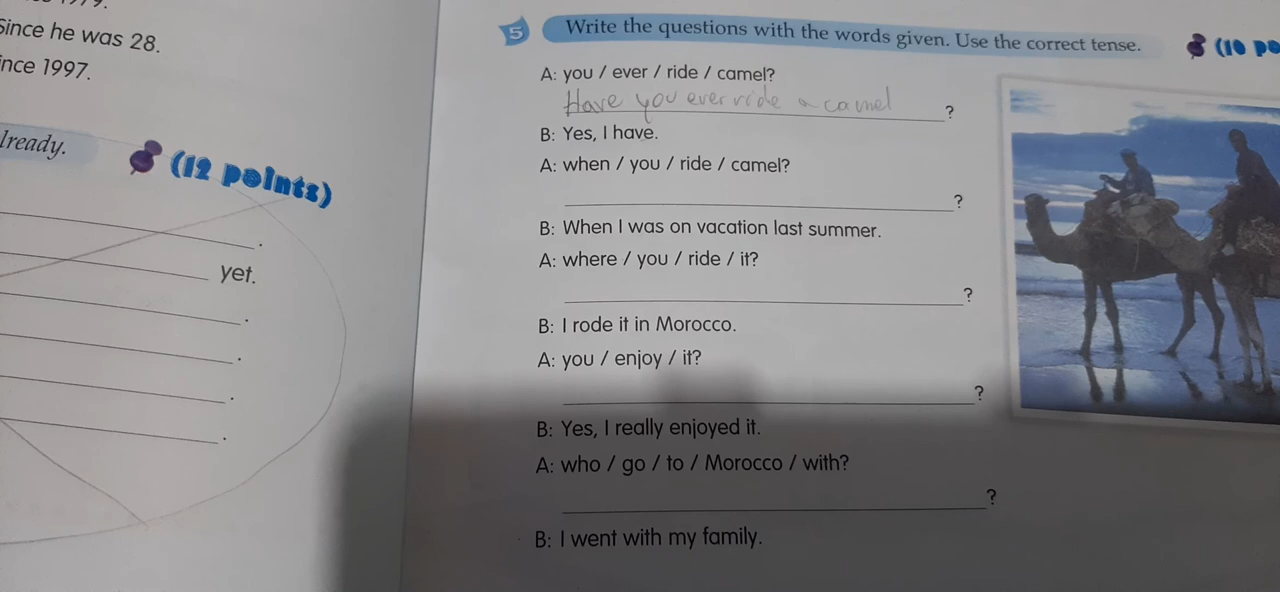 Since he was 28.
ince 1997.
lready.
(12 points)
.
yet.
.
.
.
.
5 Write the questions with the words given. Use the correct tense. (10 po
A: you / ever / ride / camel?
Have you ever ride a camel ?
B: Yes, I have.
A: when / you / ride / camel?
?
B: When I was on vacation last summer.
A: where / you / ride / it?
?
B: I rode it in Morocco.
A: you / enjoy / it?
?
B: Yes, I really enjoyed it.
A: who / go / to / Morocco / with?
?
B: I went with my family.